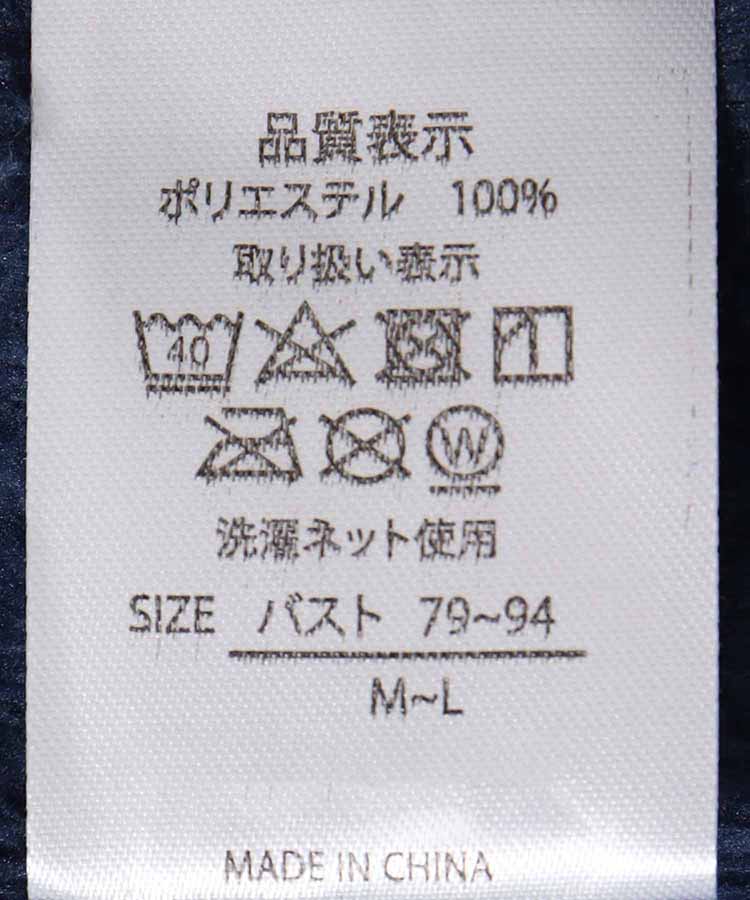 品質表示
ポリエステル 100%
取り扱い表示
40
W
洗濯ネット使用
SIZE バスト 79~94
M~L
MADE IN CHINA